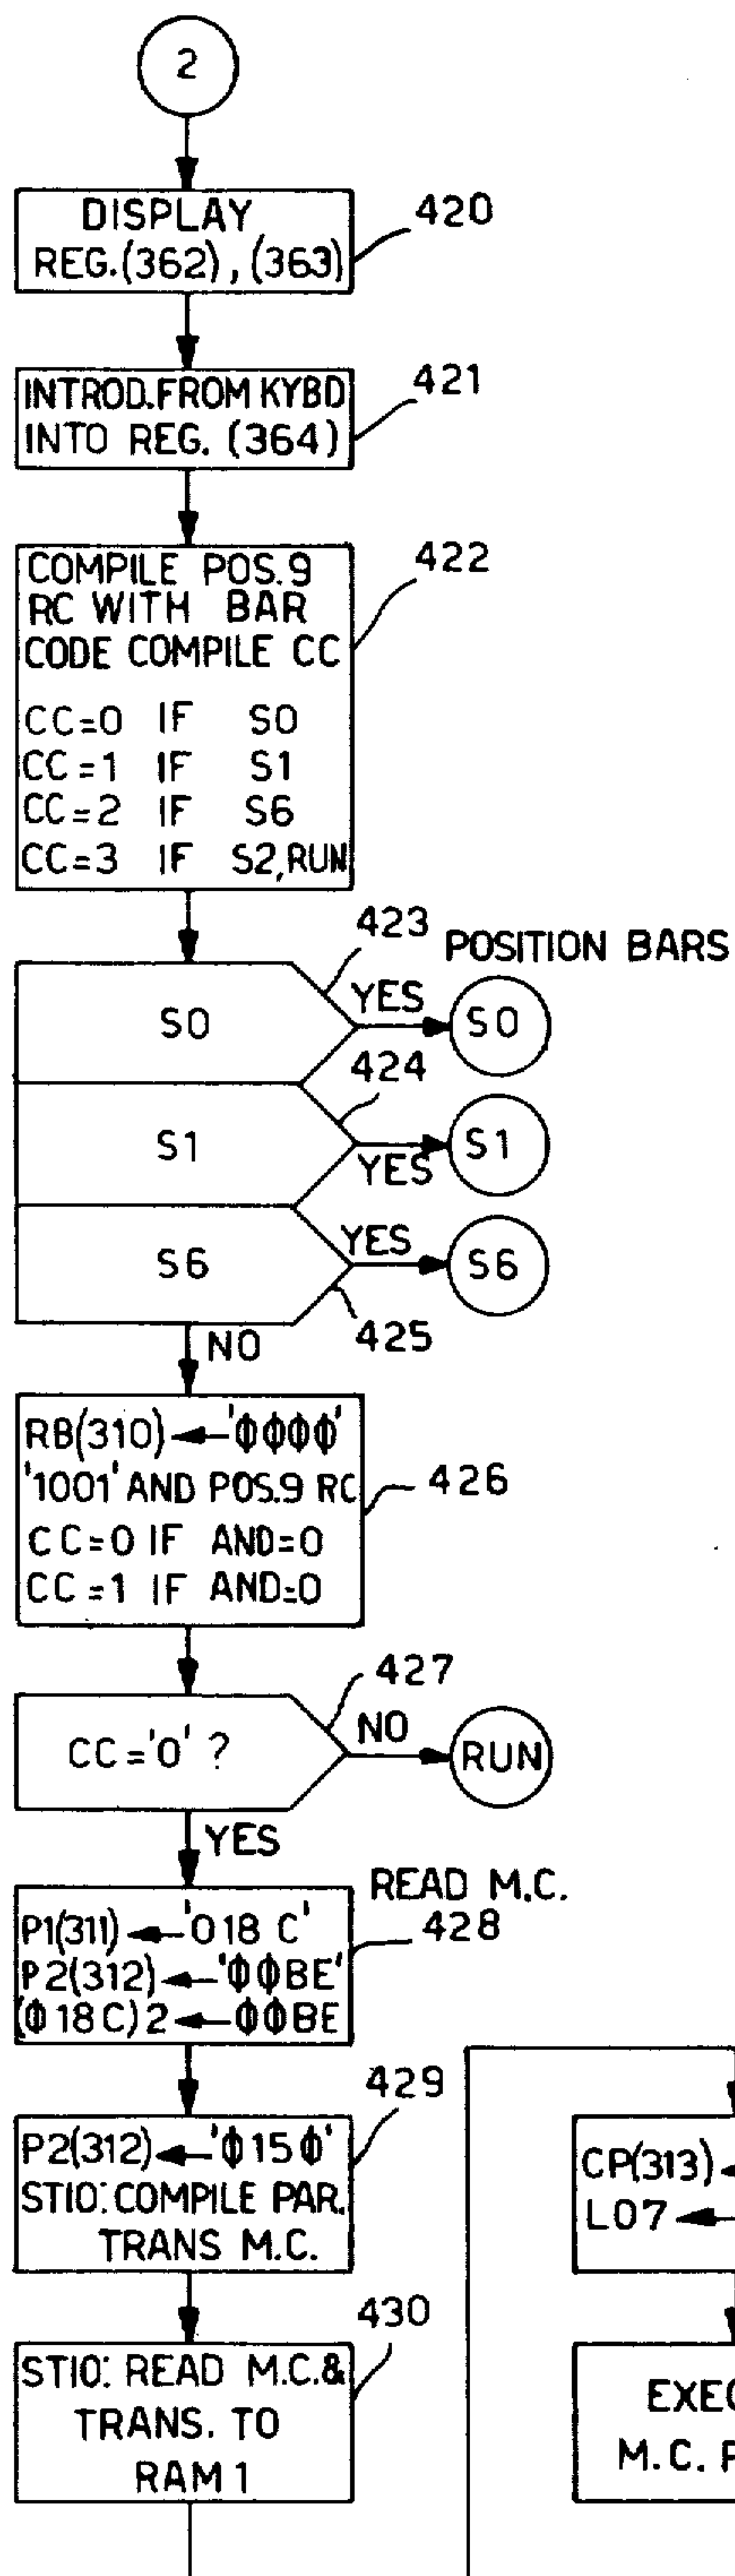 2
DISPLAY
REG.(362),(363)
420
INTROD.FROM KYBD
INTO REG. (364)
421
COMPILE POS.9
RC WITH BAR
CODE COMPILE CC
CC=0 IF S0
CC=1 IF S1
CC=2 IF S6
CC=3 IF S2,RUN
422
423
POSITION BARS
S0
YES
S0
424
S1
YES
S1
S6
YES
S6
425
NO
RB(310)←'ΦΦΦΦ'
'1001' AND POS.9 RC
CC=0 IF AND=0
CC=1 IF AND=0
426
427
CC='0' ?
NO
RUN
YES
READ M.C.
P1(311)←'018C'
P2(312)←'ΦΦBE'
(Φ18C)2←ΦΦBE
428
429
P2(312)←'Φ15Φ'
STIO:COMPILE PAR.
TRANS M.C.
430
STIO: READ M.C.&
TRANS. TO
RAM 1
CP(313)←
L07←
M.C.